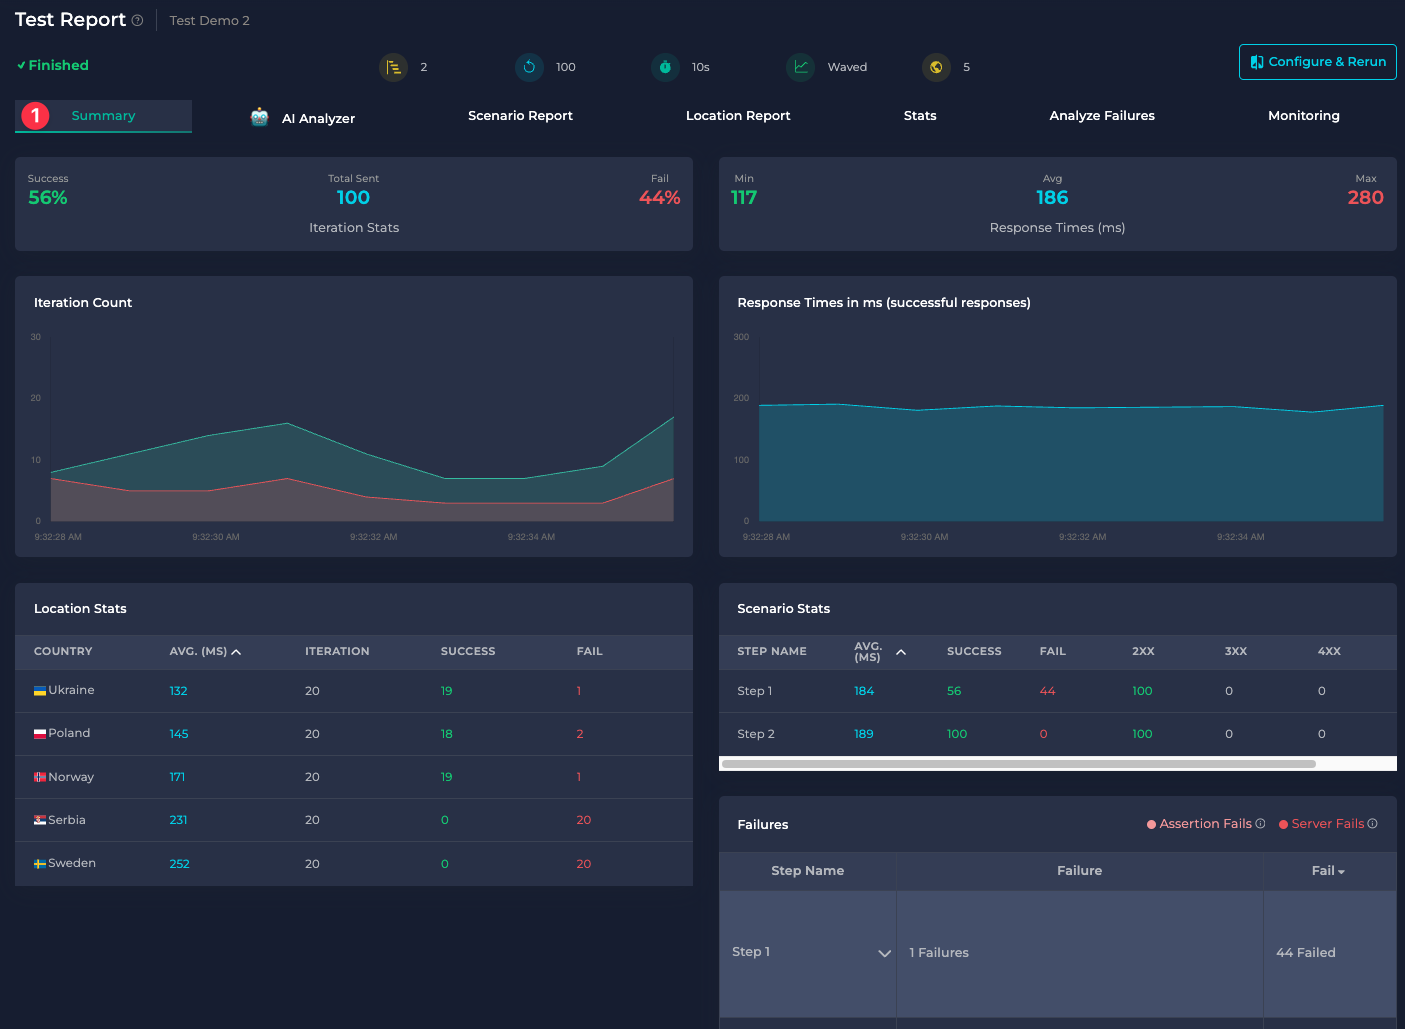 Test Report Test Demo 2
Finished 2 100 10s Waved 5 Configure & Rerun
1 Summary AI Analyzer Scenario Report Location Report Stats Analyze Failures Monitoring
Success Total Sent Fail
56% 100 44%
Iteration Stats
Min Avg Max
117 186 280
Response Times (ms)
Iteration Count
30
20
10
0
9:32:28 AM 9:32:30 AM 9:32:32 AM 9:32:34 AM
Response Times in ms (successful responses)
300
200
100
0
9:32:28 AM 9:32:30 AM 9:32:32 AM 9:32:34 AM
Location Stats
COUNTRY AVG. (MS) ITERATION SUCCESS FAIL
Ukraine 132 20 19 1
Poland 145 20 18 2
Norway 171 20 19 1
Serbia 231 20 0 20
Sweden 252 20 0 20
Scenario Stats
STEP NAME AVG. (MS) SUCCESS FAIL 2XX 3XX 4XX
Step 1 184 56 44 100 0 0
Step 2 189 100 0 100 0 0
Failures Assertion Fails Server Fails
Step Name Failure Fail
Step 1 1 Failures 44 Failed